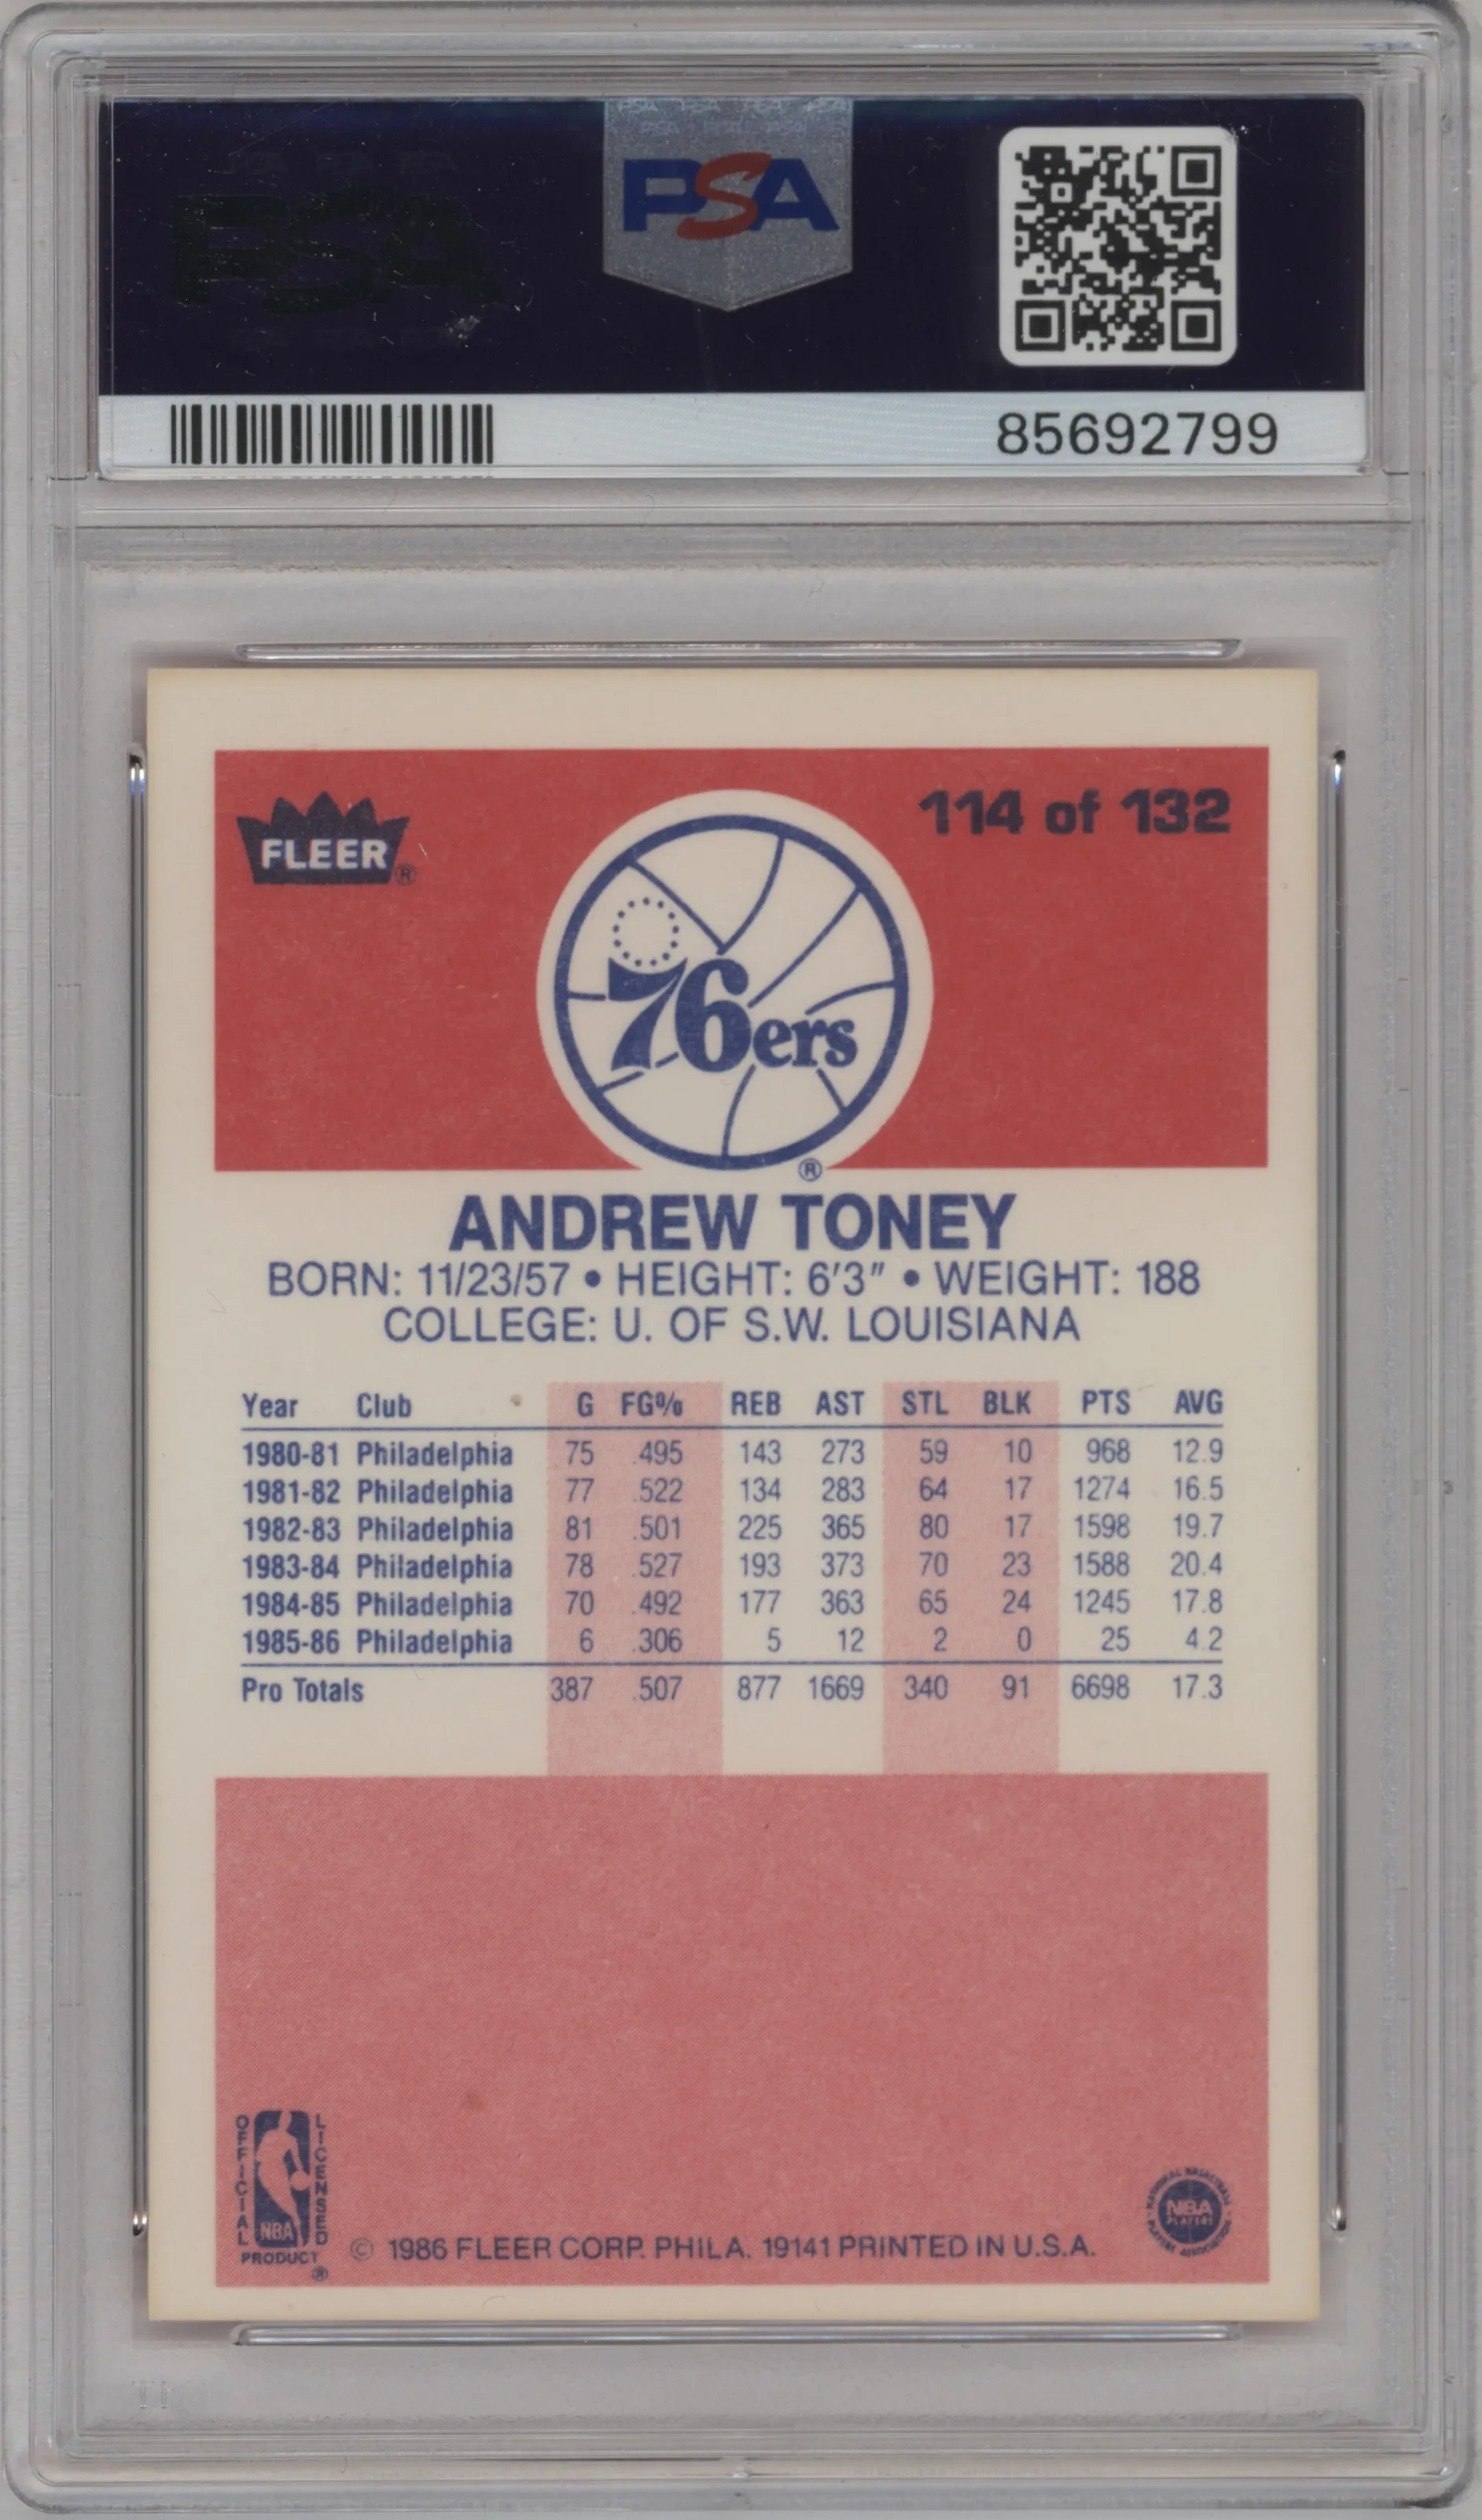 PSA
PSA
85692799
FLEER®
114 of 132
76ers
®
ANDREW TONEY
BORN: 11/23/57 • HEIGHT: 6'3" • WEIGHT: 188
COLLEGE: U. OF S.W. LOUISIANA
Year Club G FG% REB AST STL BLK PTS AVG
1980-81 Philadelphia 75 .495 143 273 59 10 968 12.9
1981-82 Philadelphia 77 .522 134 283 64 17 1274 16.5
1982-83 Philadelphia 81 .501 225 365 80 17 1598 19.7
1983-84 Philadelphia 78 .527 193 373 70 23 1588 20.4
1984-85 Philadelphia 70 .492 177 363 65 24 1245 17.8
1985-86 Philadelphia 6 .306 5 12 2 0 25 4.2
Pro Totals 387 .507 877 1669 340 91 6698 17.3
OFFICIAL LICENSED
NBA
PRODUCT
®
© 1986 FLEER CORP. PHILA. 19141 PRINTED IN U.S.A.
NATIONAL BASKETBALL
NBA
PLAYERS
PLAYERS ASSOCIATION